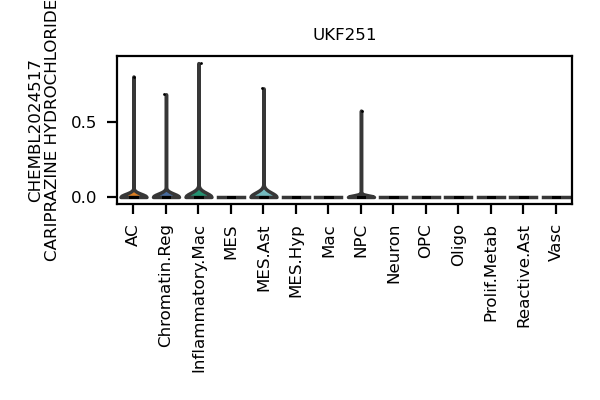 UKF251
CHEMBL2024517
CARIPRAZINE HYDROCHLORIDE
0.5
0.0
AC
Chromatin.Reg
Inflammatory.Mac
MES
MES.Ast
MES.Hyp
Mac
NPC
Neuron
OPC
Oligo
Prolif.Metab
Reactive.Ast
Vasc